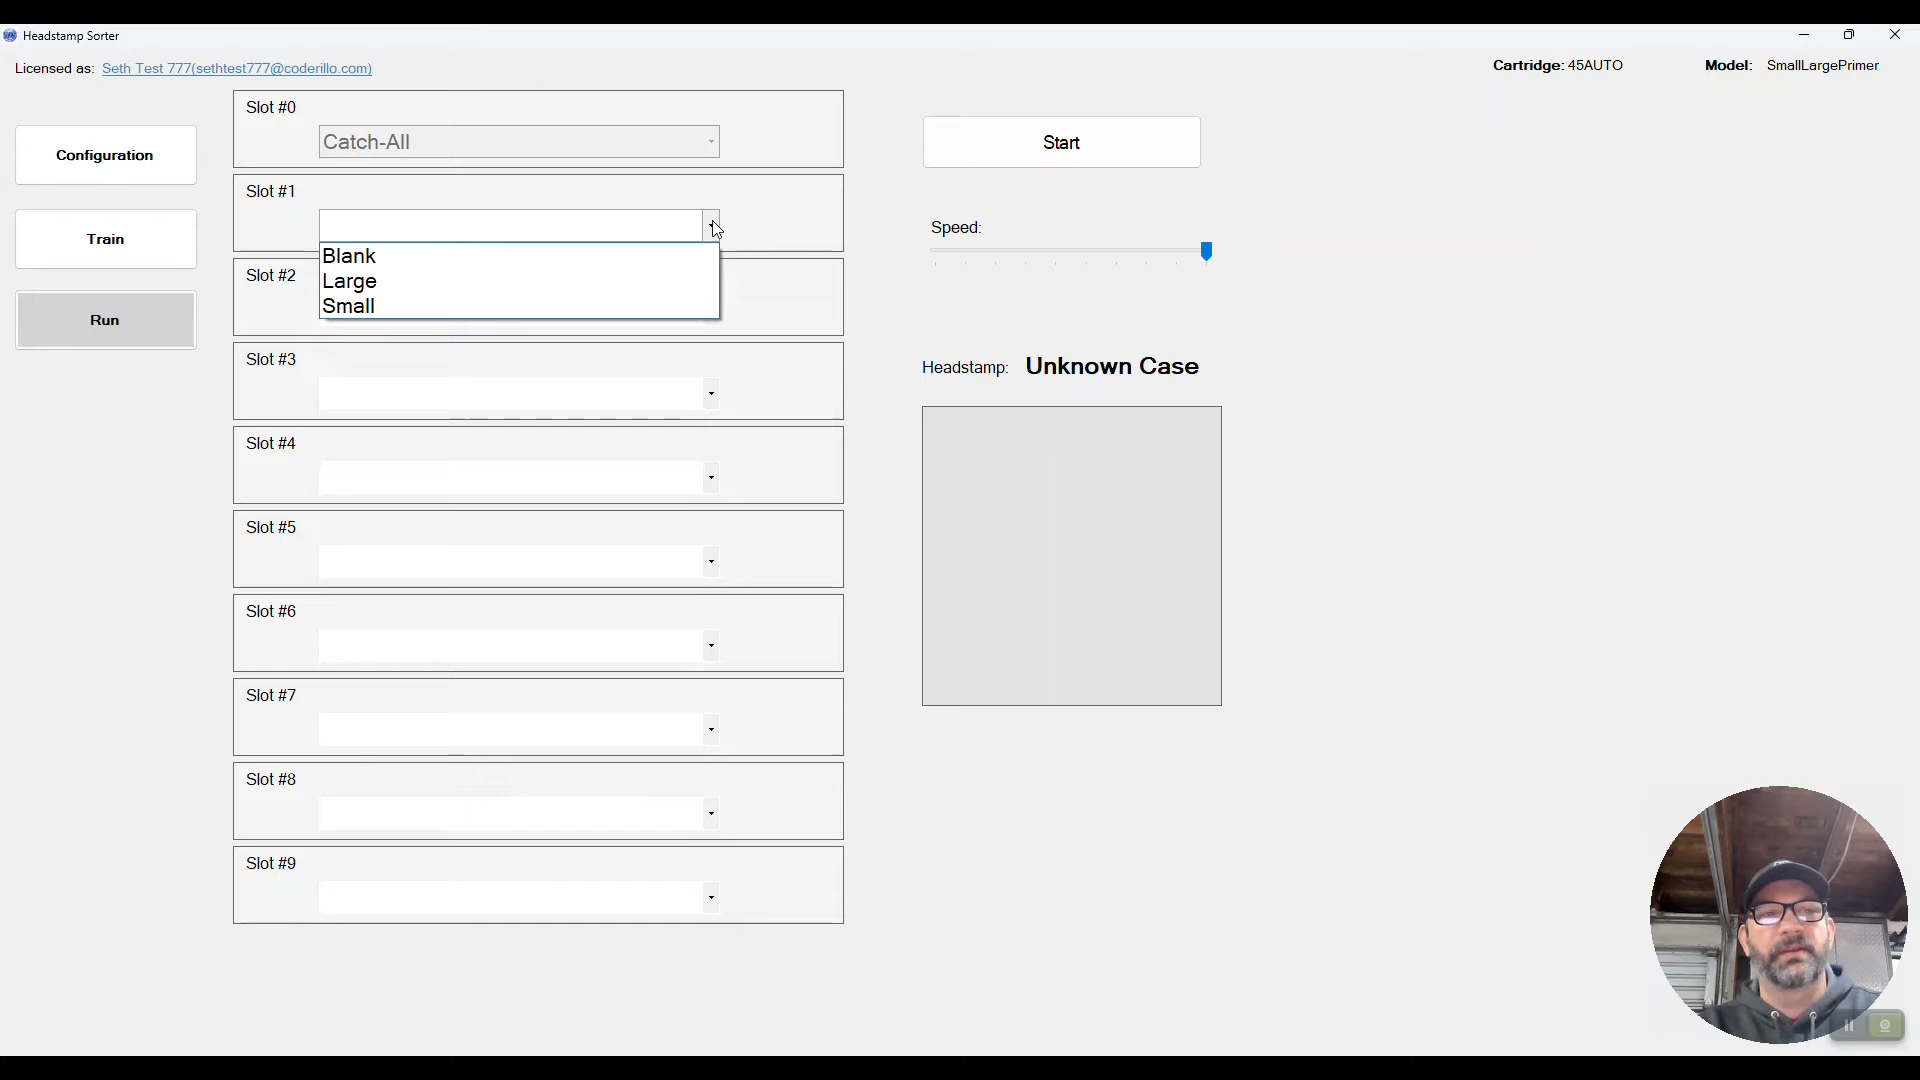 Headstamp Sorter
Licensed as: Seth Test 777(sethtest777@coderillo.com)
Cartridge: 45AUTO
Model: SmallLargePrimer
Configuration
Train
Run
Slot #0
Catch-All
Slot #1
Blank
Large
Small
Slot #2
Slot #3
Slot #4
Slot #5
Slot #6
Slot #7
Slot #8
Slot #9
Start
Speed:
Headstamp: Unknown Case